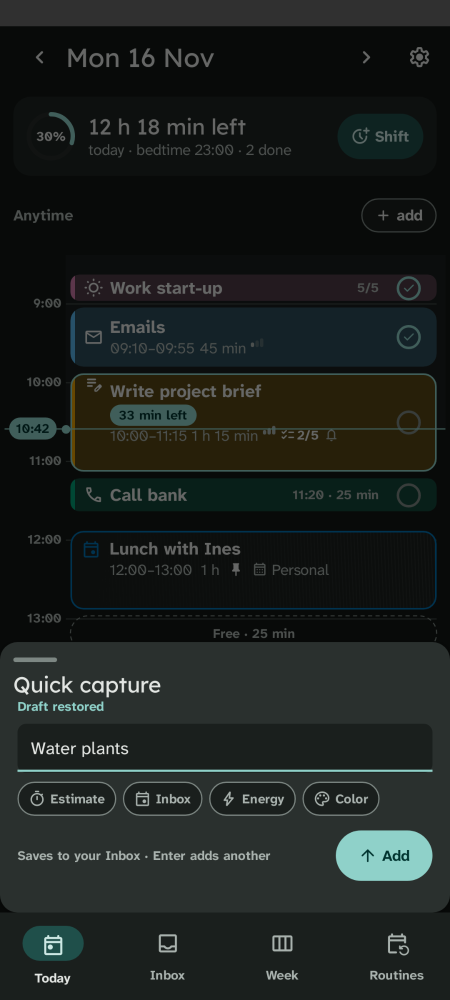 Mon 16 Nov
30%
12 h 18 min left
today · bedtime 23:00 · 2 done
Shift
Anytime
+ add
Work start-up
5/5
9:00
Emails
09:10–09:55 45 min
10:00
Write project brief
33 min left
10:42
10:00–11:15 1 h 15 min
2/5
11:00
Call bank
11:20 · 25 min
12:00
Lunch with Ines
12:00–13:00 1 h
Personal
13:00
Free · 25 min
Quick capture
Draft restored
Water plants
Estimate
Inbox
Energy
Color
Saves to your Inbox · Enter adds another
Add
Today
Inbox
Week
Routines